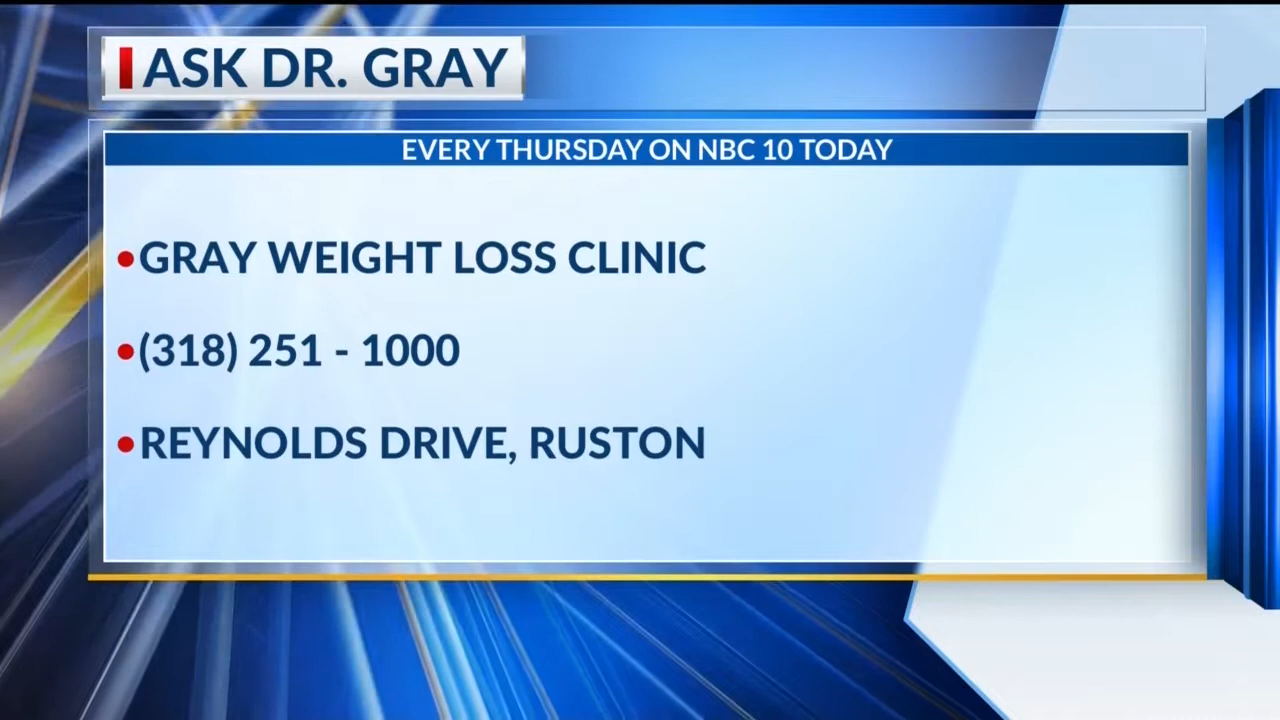 ASK DR. GRAY
EVERY THURSDAY ON NBC 10 TODAY
•GRAY WEIGHT LOSS CLINIC
•(318) 251 - 1000
•REYNOLDS DRIVE, RUSTON